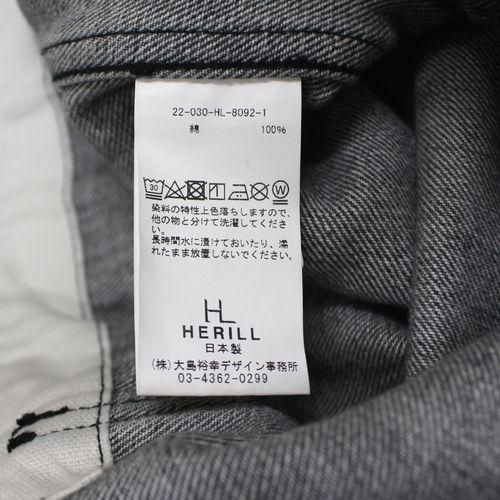 22-030-HL-8092-1
綿 100%
30 W
染料の特性上色落ちしますので、
他の物と分けて洗濯してくださ
い。
長時間水に漬けておいたり、濡
れたまま放置しないでください。
HL
HERILL
日本製
(株)大島裕幸デザイン事務所
03-4362-0299